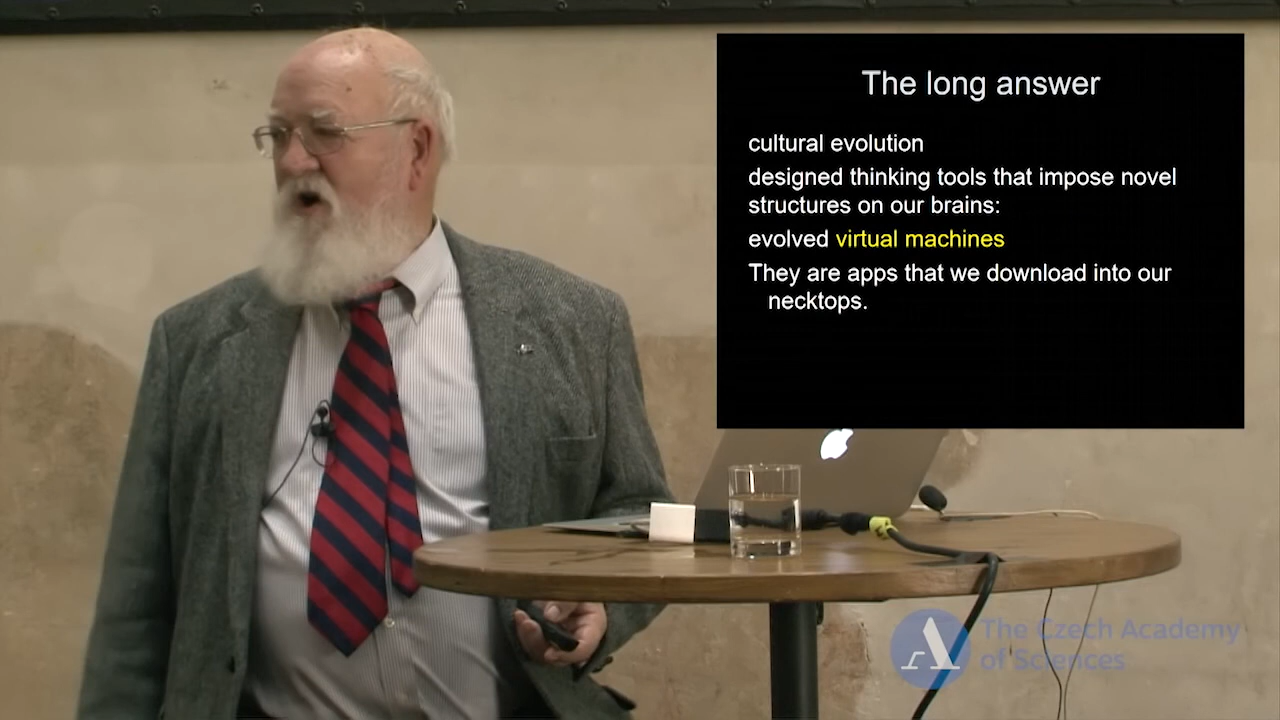 The long answer
cultural evolution
designed thinking tools that impose novel
structures on our brains:
evolved virtual machines
They are apps that we download into our
necktops.
The Czech Academy
of Sciences